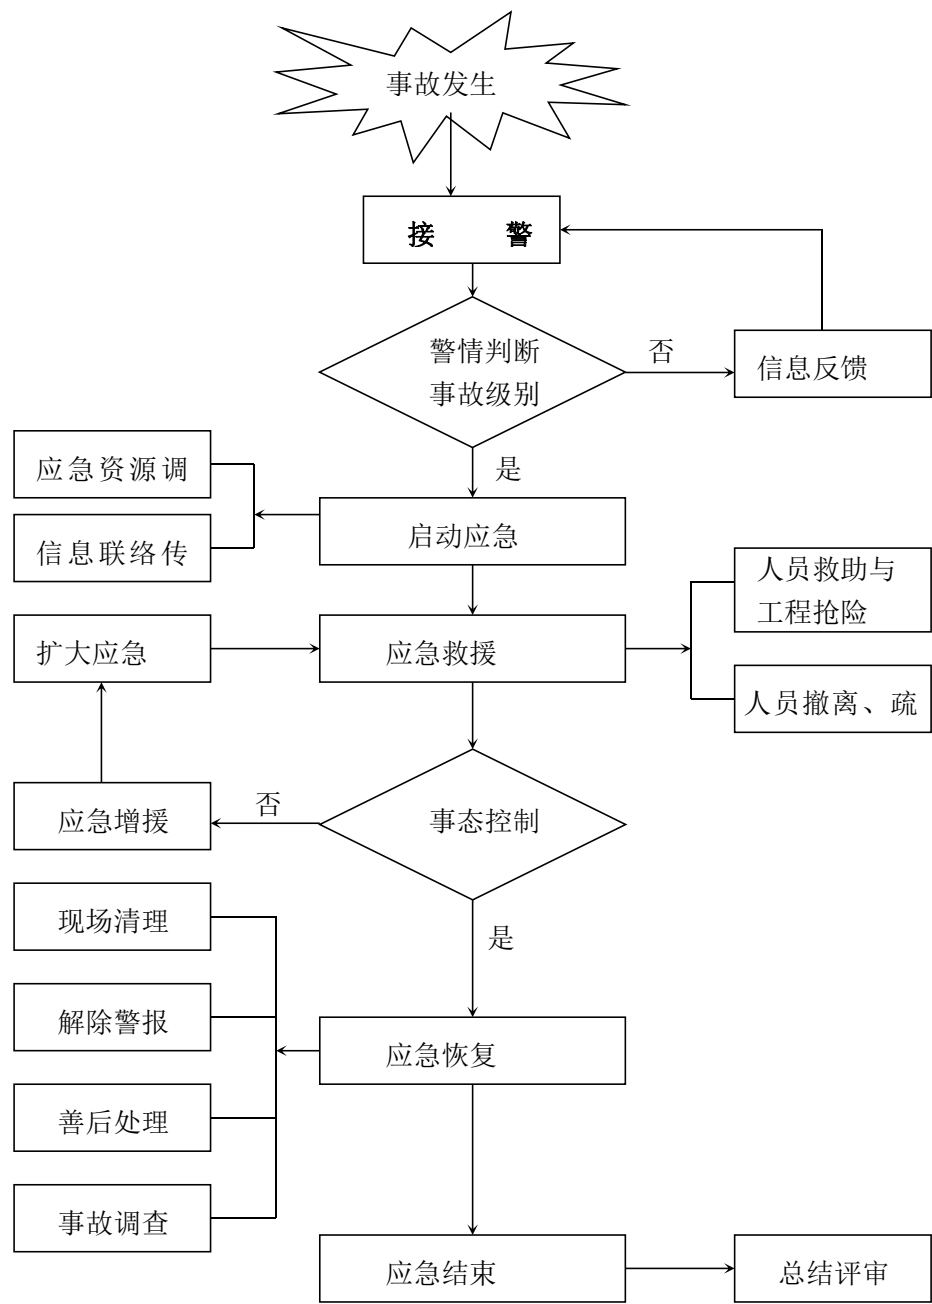 事故发生
接 警
警情判断
事故级别
否
信息反馈
是
应急资源调
信息联络传
启动应急
人员救助与
工程抢险
扩大应急
应急救援
人员撤离、疏
应急增援
否
事态控制
现场清理
是
解除警报
应急恢复
善后处理
事故调查
应急结束
总结评审